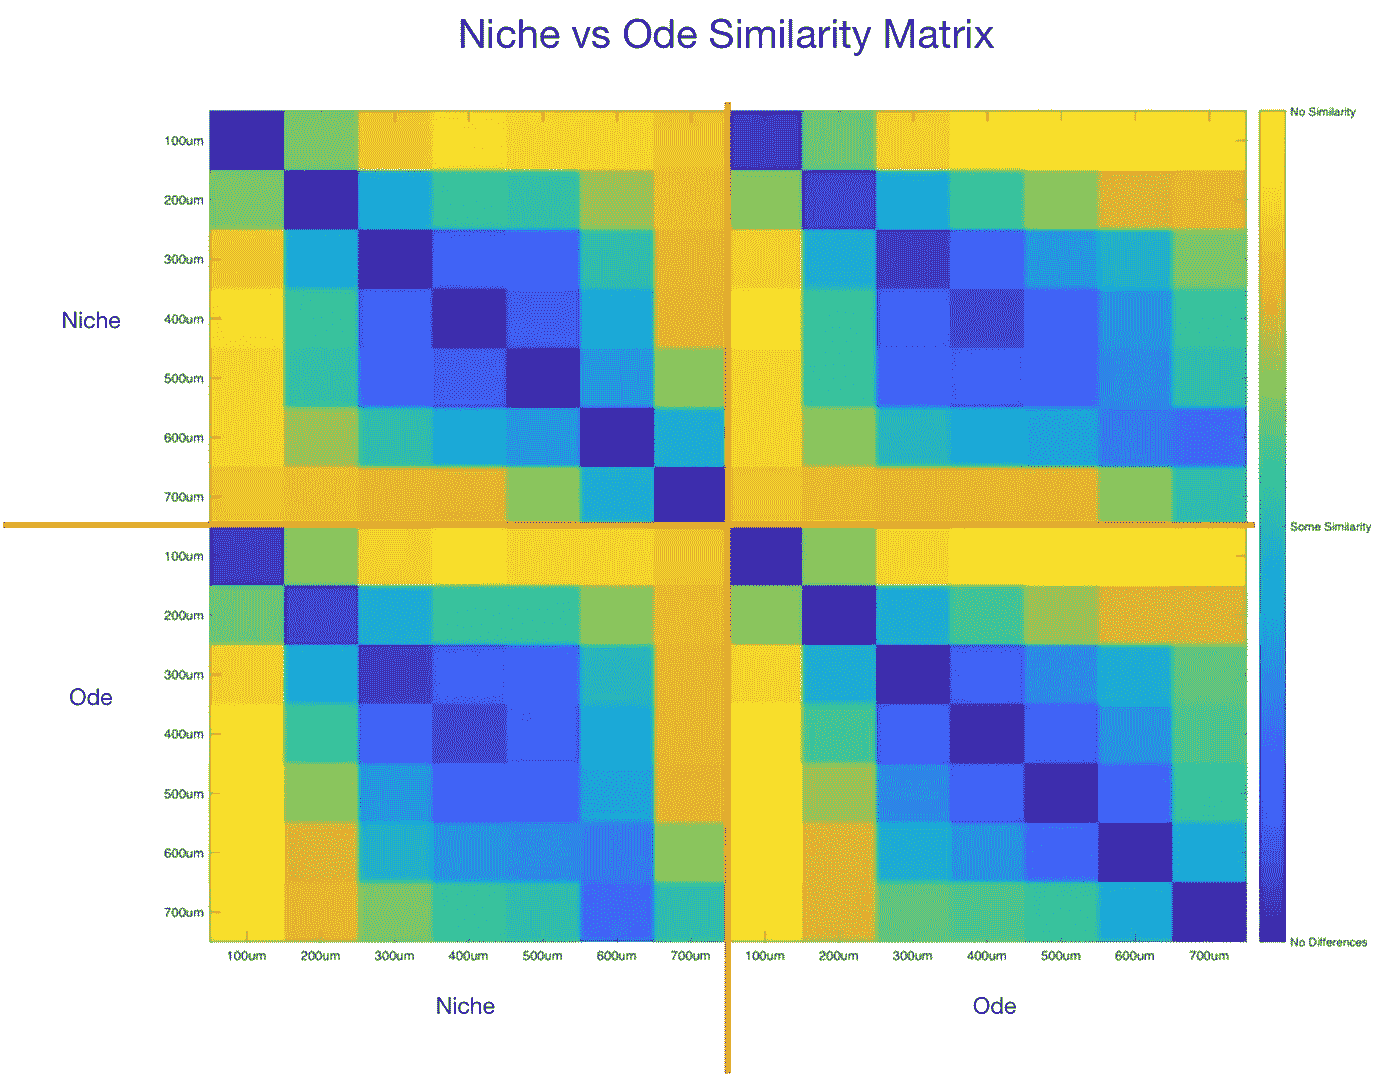 Niche vs Ode Similarity Matrix
No Similarity
100um
200um
300um
Niche
400um
500um
600um
700um
Some Similarity
100um
200um
300um
Ode
400um
500um
600um
700um
No Differences
100um 200um 300um 400um 500um 600um 700um 100um 200um 300um 400um 500um 600um 700um
Niche Ode